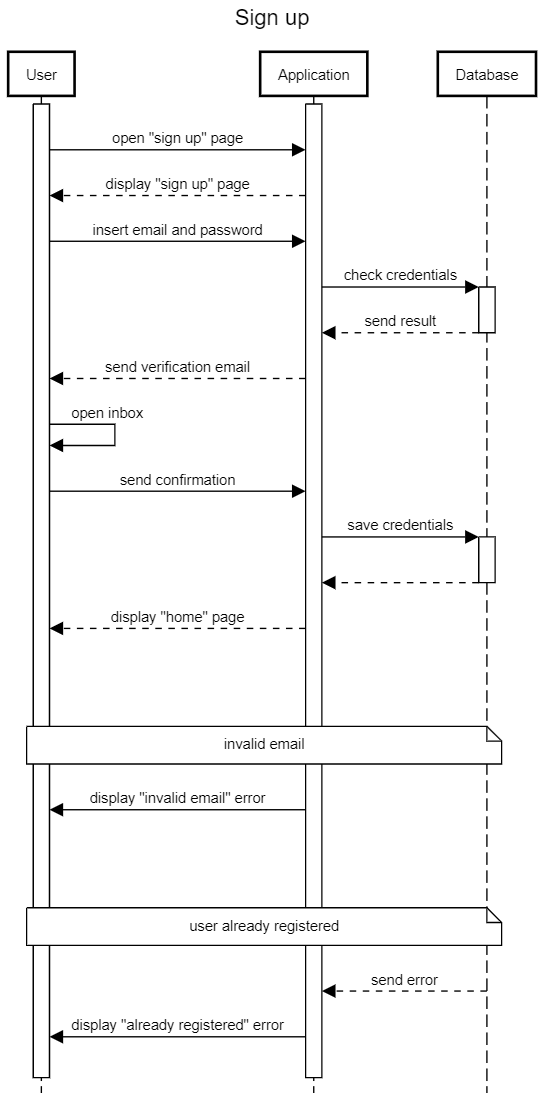 Sign up
User
Application
Database
open "sign up" page
display "sign up" page
insert email and password
check credentials
send result
send verification email
open inbox
send confirmation
save credentials
display "home" page
invalid email
display "invalid email" error
user already registered
send error
display "already registered" error